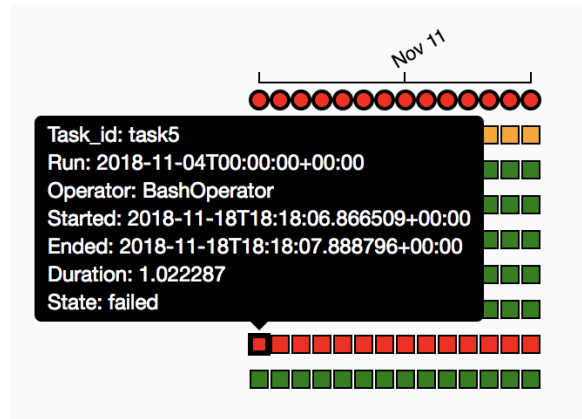 Nov 11
Task_id: task5
Run: 2018-11-04T00:00:00+00:00
Operator: BashOperator
Started: 2018-11-18T18:18:06.866509+00:00
Ended: 2018-11-18T18:18:07.888796+00:00
Duration: 1.022287
State: failed